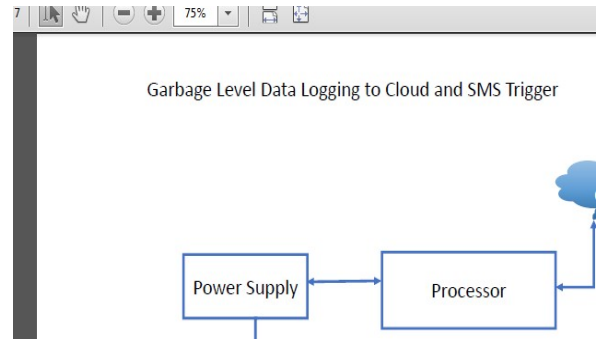 7
75%
Garbage Level Data Logging to Cloud and SMS Trigger
Power Supply
Processor